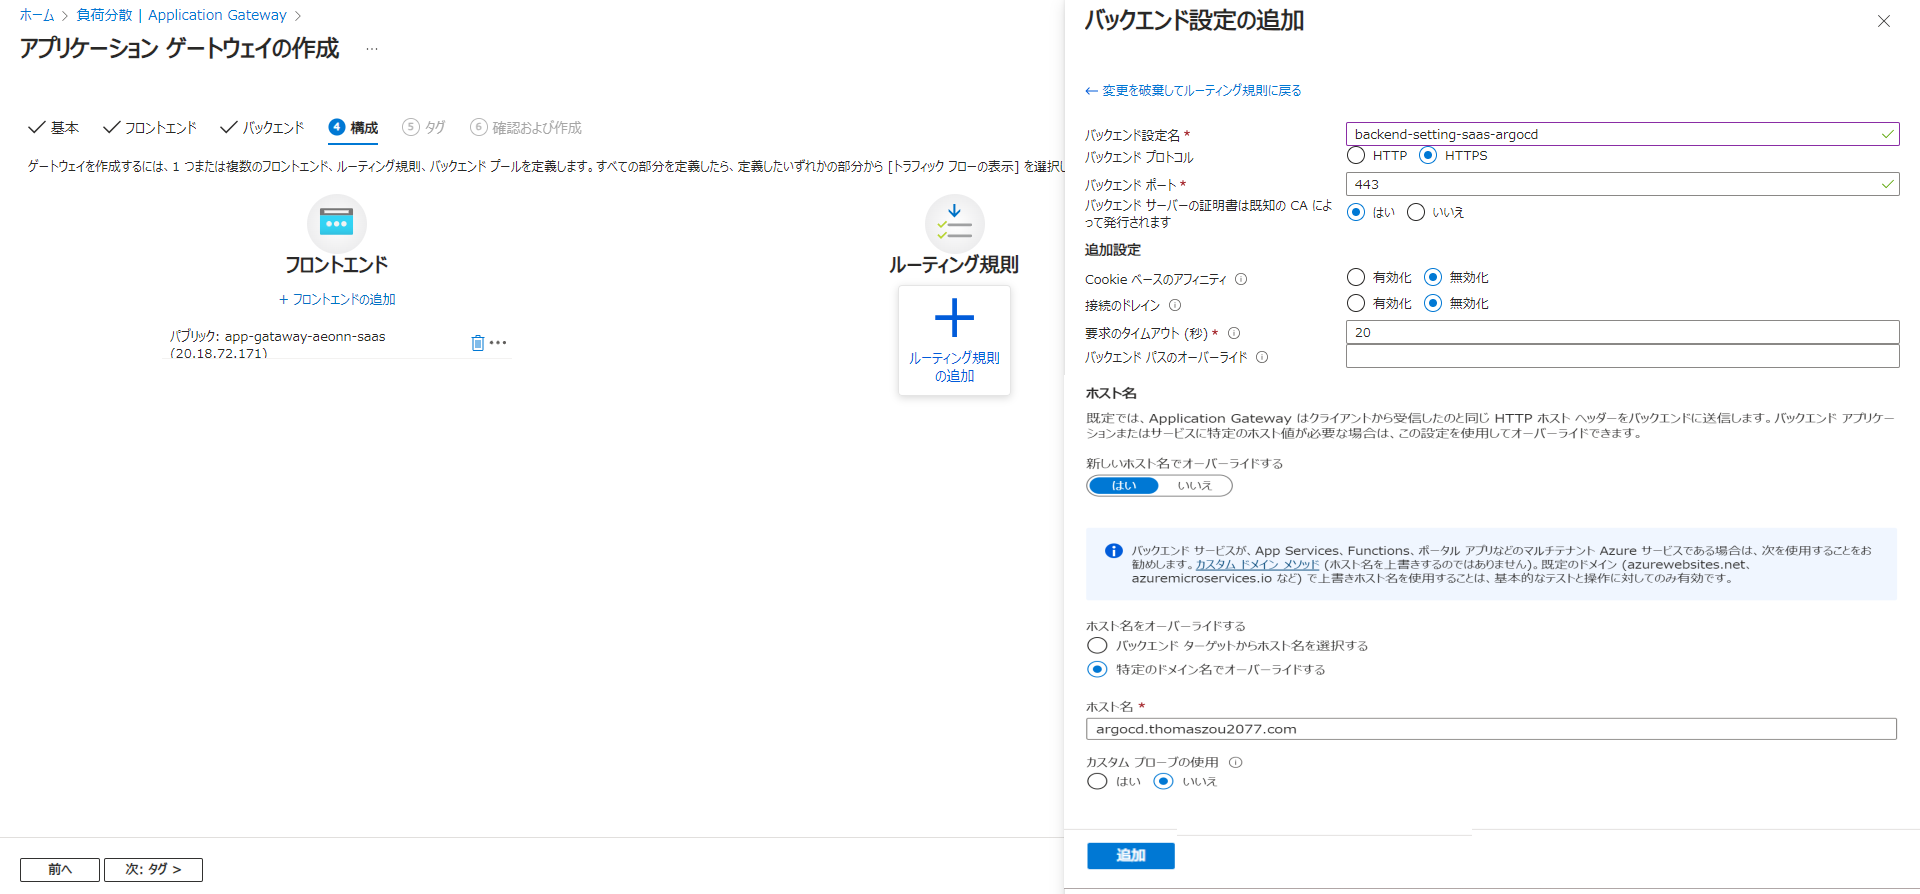 ホーム > 負荷分散 | Application Gateway >
アプリケーション ゲートウェイの作成 …
基本 フロントエンド バックエンド 4 構成 5 タグ 6 確認および作成
ゲートウェイを作成するには、1 つまたは複数のフロントエンド、ルーティング規則、バックエンド プールを定義します。すべての部分を定義したら、定義したいずれかの部分から [トラフィック フローの表示] を選択し
フロントエンド
+ フロントエンドの追加
パブリック: app-gataway-aeonn-saas
(20.18.72.171)
ルーティング規則
ルーティング規則
の追加
前へ
次: タグ >
バックエンド設定の追加
← 変更を破棄してルーティング規則に戻る
バックエンド設定名 * backend-setting-saas-argocd
バックエンド プロトコル HTTP HTTPS
バックエンド ポート * 443
バックエンド サーバーの証明書は既知の CA によ
って発行されます はい いいえ
追加設定
Cookie ベースのアフィニティ 有効化 無効化
接続のドレイン 有効化 無効化
要求のタイムアウト (秒) * 20
バックエンド パスのオーバーライド
ホスト名
既定では、Application Gateway はクライアントから受信したのと同じ HTTP ホスト ヘッダーをバックエンドに送信します。バックエンド アプリケー
ションまたはサービスに特定のホスト値が必要な場合は、この設定を使用してオーバーライドできます。
新しいホスト名でオーバーライドする
はい いいえ
バックエンド サービスが、App Services、Functions、ポータル アプリなどのマルチテナント Azure サービスである場合は、次を使用することをお
勧めします。カスタム ドメイン メソッド (ホスト名を上書きするのではありません)。既定のドメイン (azurewebsites.net、
azuremicroservices.io など) で上書きホスト名を使用することは、基本的なテストと操作に対してのみ有効です。
ホスト名をオーバーライドする
バックエンド ターゲットからホスト名を選択する
特定のドメイン名でオーバーライドする
ホスト名 *
argocd.thomaszou2077.com
カスタム プローブの使用
はい いいえ
追加